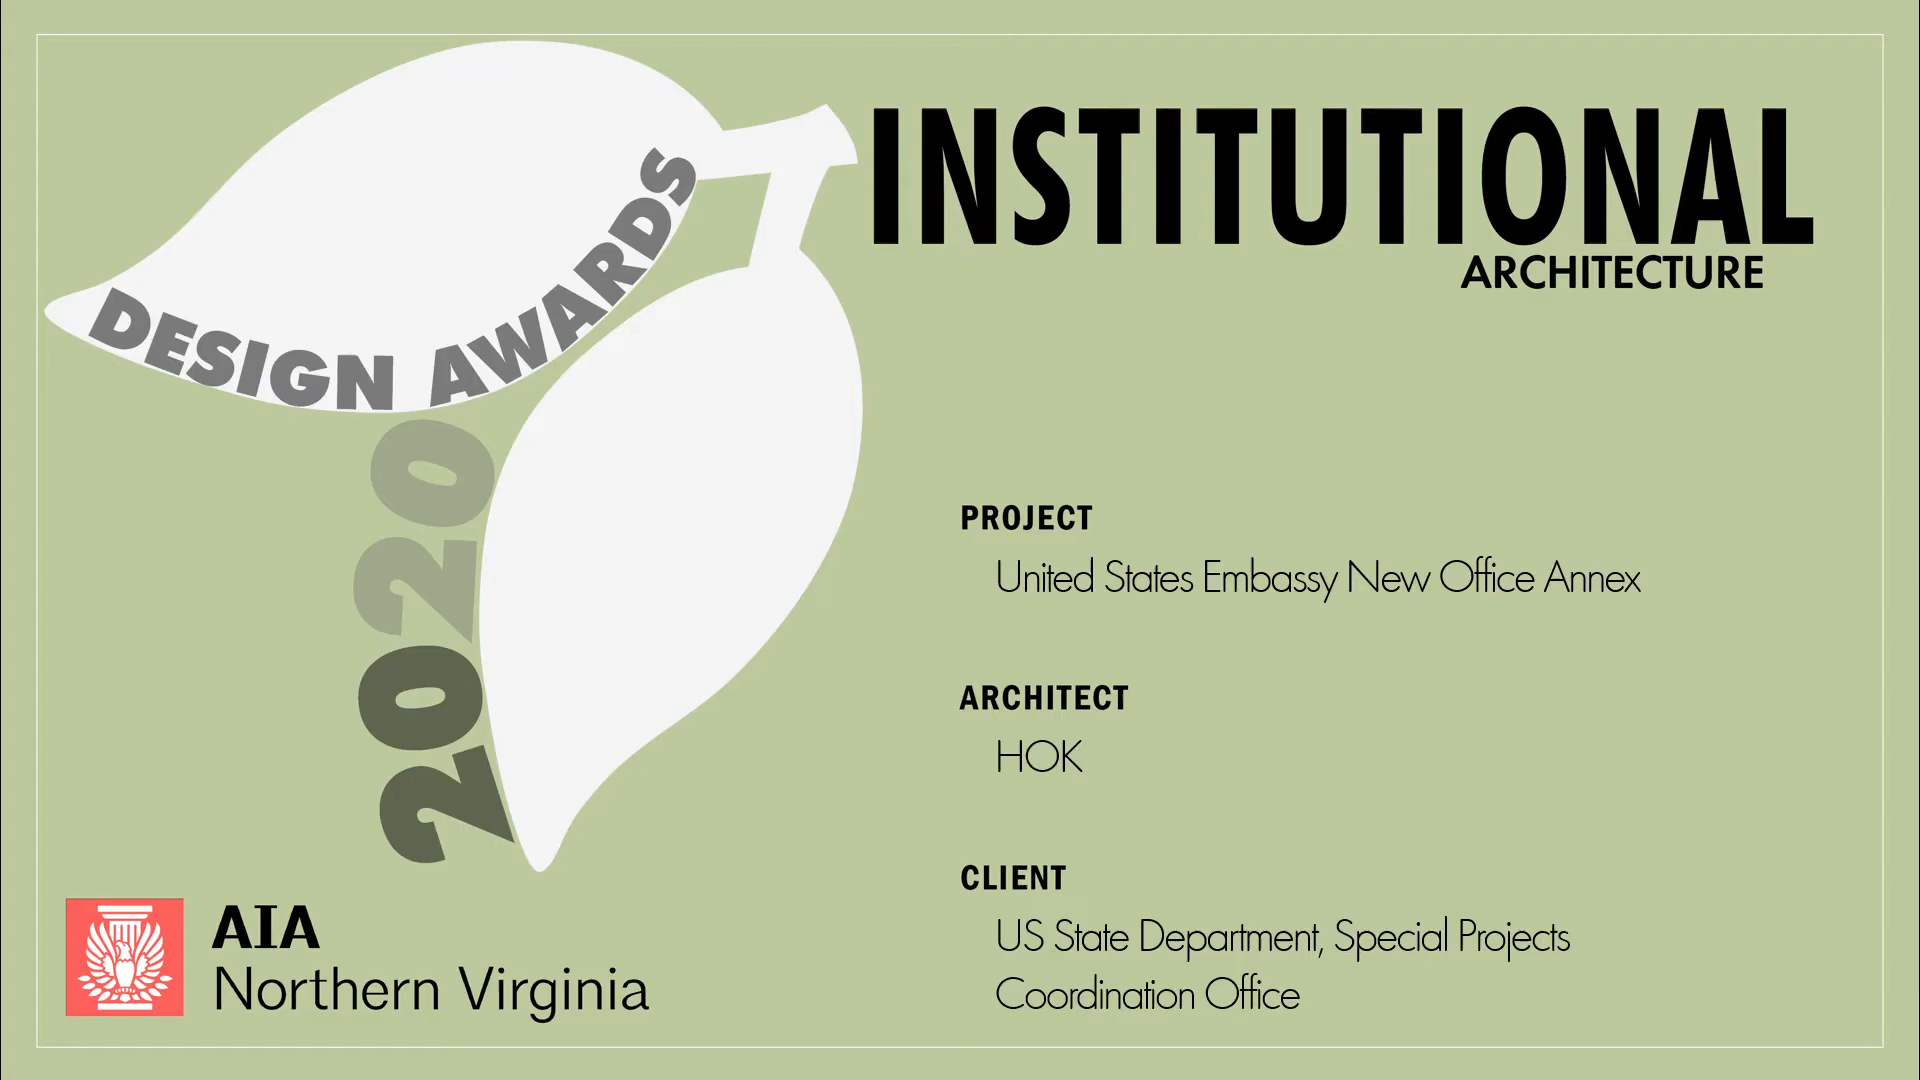 DESIGN AWARDS
2020
AIA
Northern Virginia
INSTITUTIONAL
ARCHITECTURE
PROJECT
United States Embassy New Office Annex
ARCHITECT
HOK
CLIENT
US State Department, Special Projects
Coordination Office